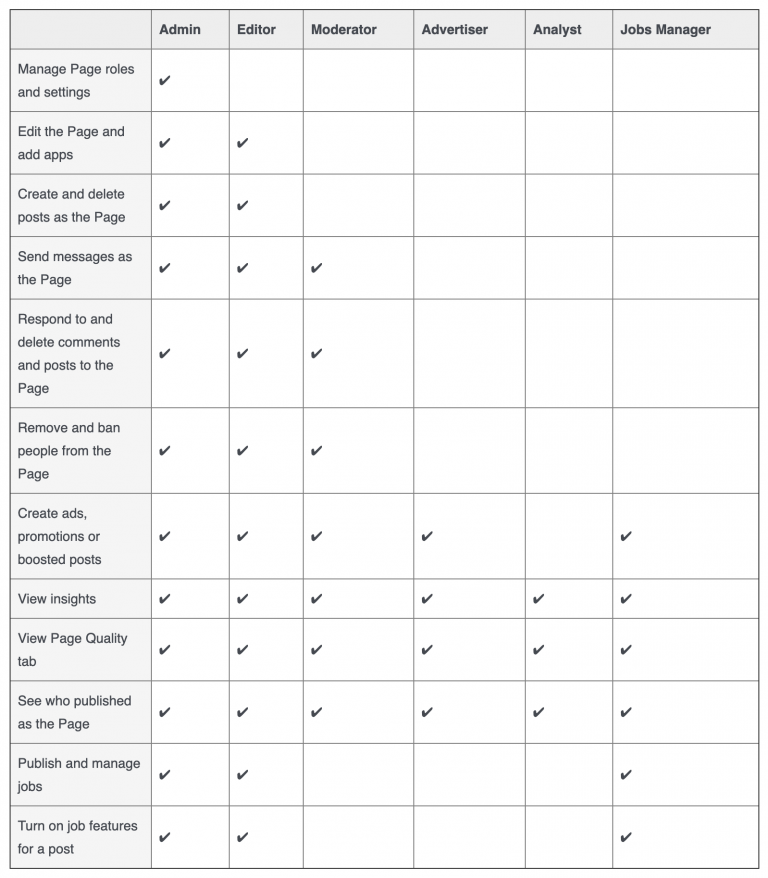 Admin Editor Moderator Advertiser Analyst Jobs Manager
Manage Page roles
and settings
✔
Edit the Page and
add apps
✔ ✔
Create and delete
posts as the Page
✔ ✔
Send messages as
the Page
✔ ✔ ✔
Respond to and
delete comments
and posts to the
Page
✔ ✔ ✔
Remove and ban
people from the
Page
✔ ✔ ✔
Create ads,
promotions or
boosted posts
✔ ✔ ✔ ✔ ✔
View insights
✔ ✔ ✔ ✔ ✔ ✔
View Page Quality
tab
✔ ✔ ✔ ✔ ✔ ✔
See who published
as the Page
✔ ✔ ✔ ✔ ✔ ✔
Publish and manage
jobs
✔ ✔ ✔
Turn on job features
for a post
✔ ✔ ✔